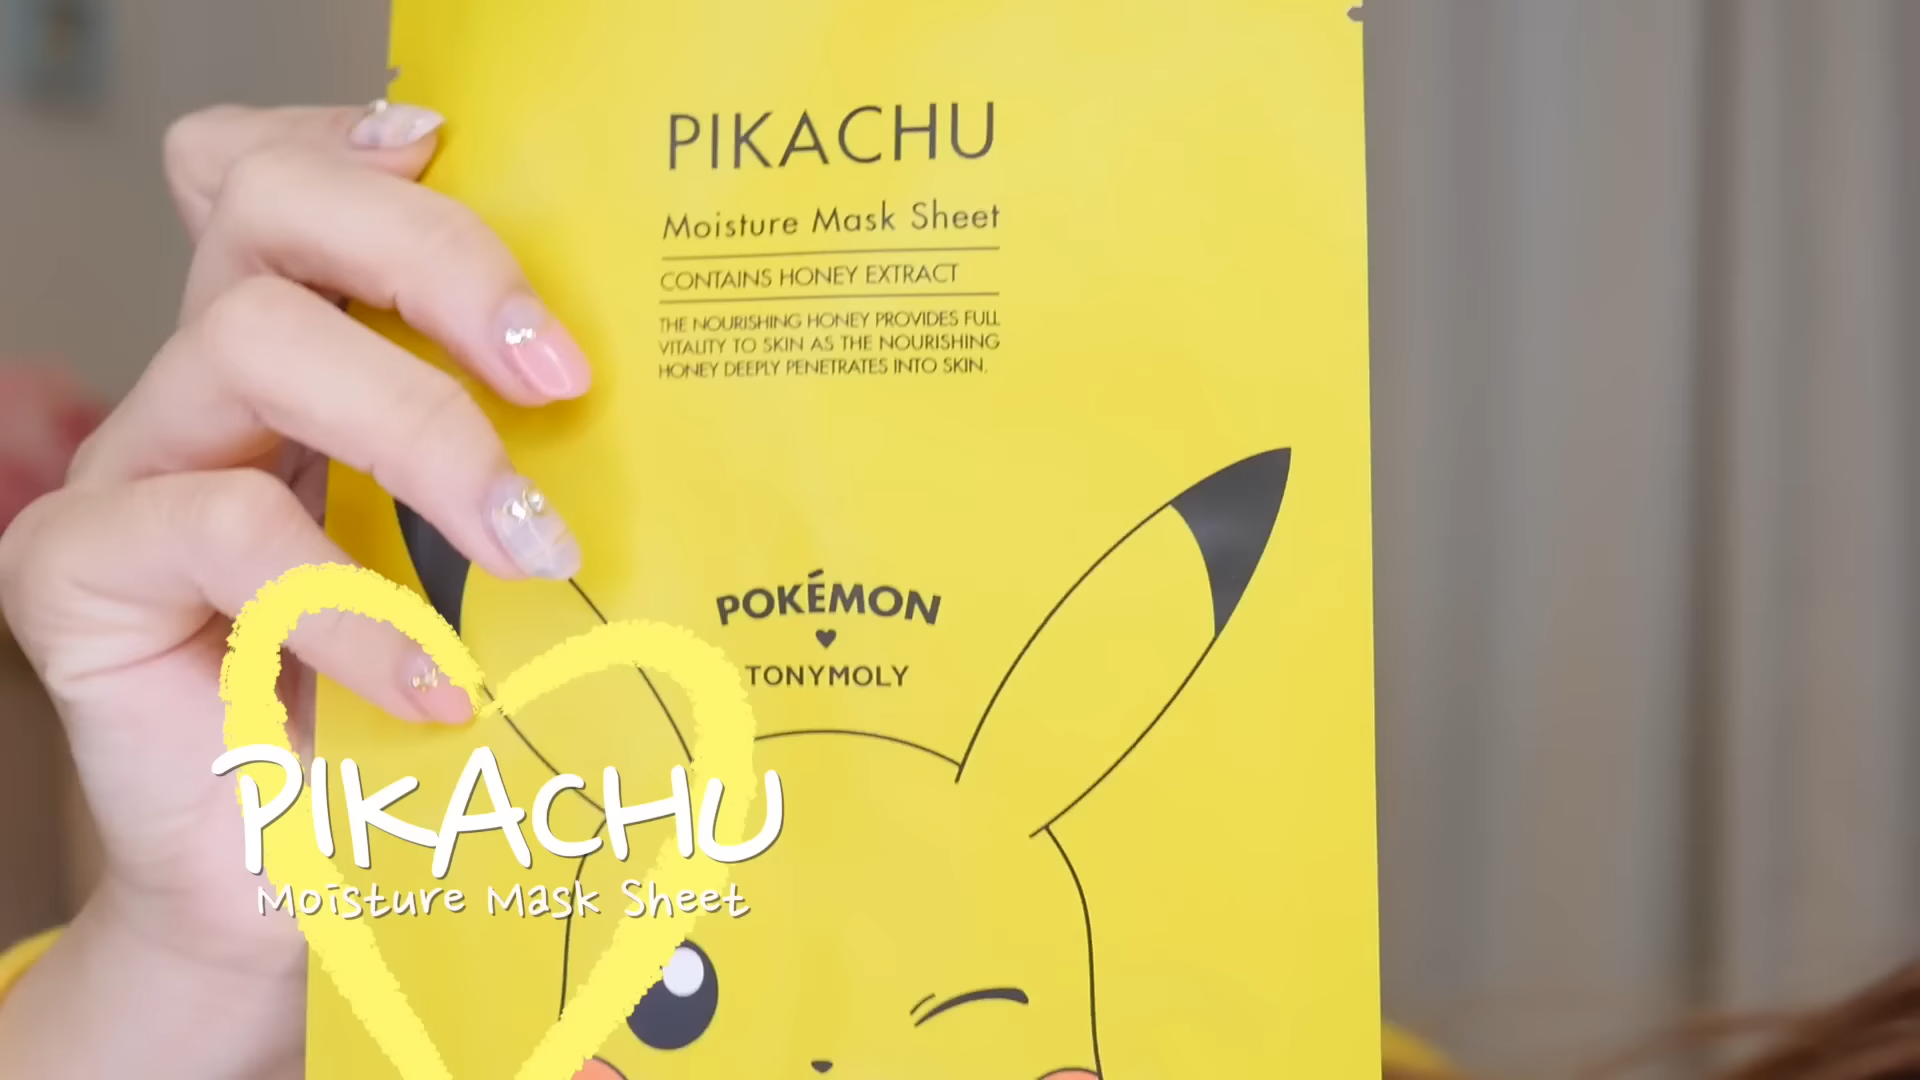 PIKACHU
Moisture Mask Sheet
CONTAINS HONEY EXTRACT
THE NOURISHING HONEY PROVIDES FULL
VITALITY TO SKIN AS THE NOURISHING
HONEY DEEPLY PENETRATES INTO SKIN.
POKÉMON
TONYMOLY
PIKACHU
Moisture Mask Sheet